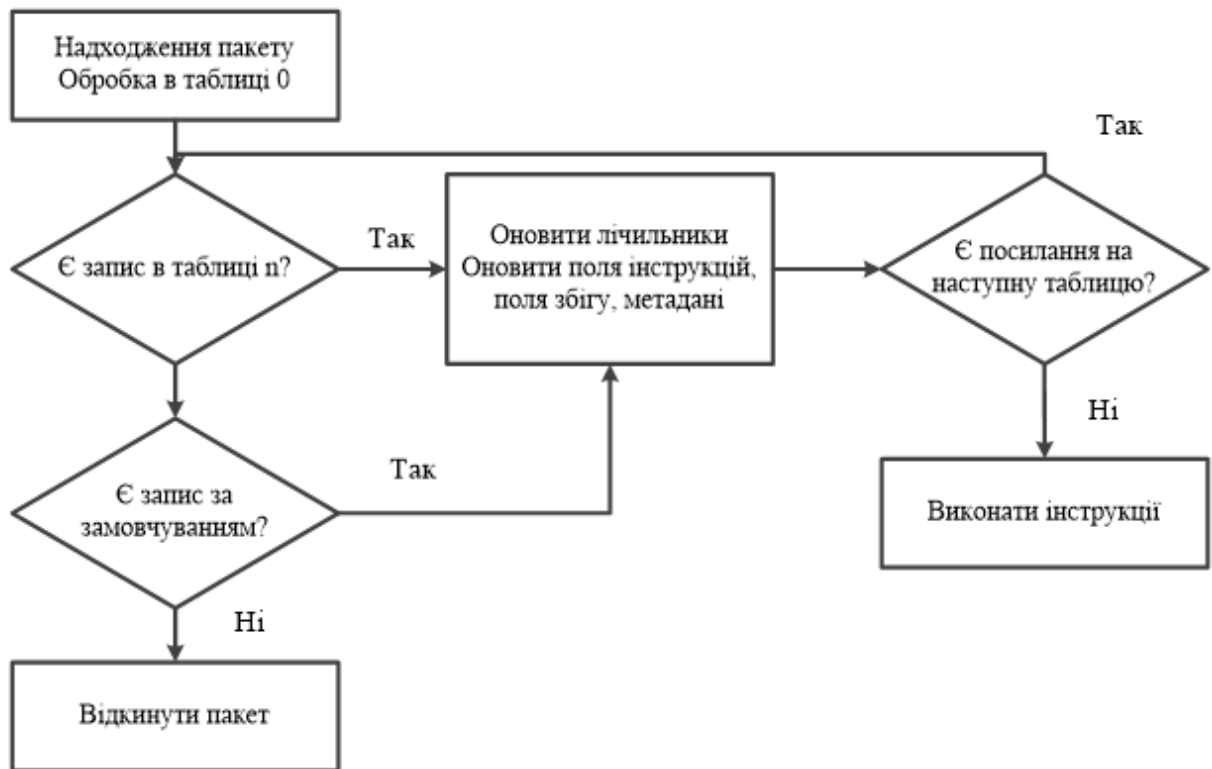 Надходження пакету
Обробка в таблиці 0
Так
Є запис в таблиці n?
Так
Оновити лічильники
Оновити поля інструкцій,
поля збігу, метадані
Є посилання на
наступну таблицю?
Ні
Є запис за
замовчуванням?
Так
Виконати інструкції
Ні
Відкинути пакет